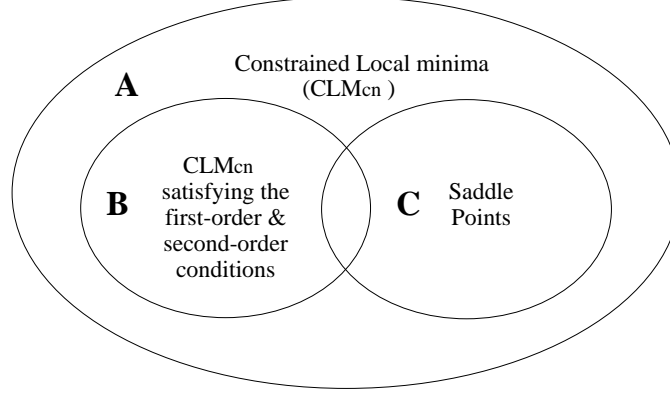 Constrained Local minima
A
(CLMcn )
CLMcn
satisfying the
B
first-order &
second-order
conditions
C
Saddle
Points